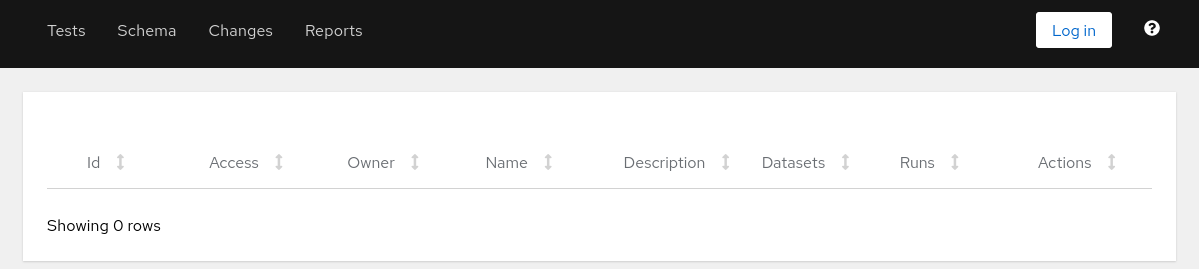 Tests Schema Changes Reports Log in
Id Access Owner Name Description Datasets Runs Actions
Showing 0 rows